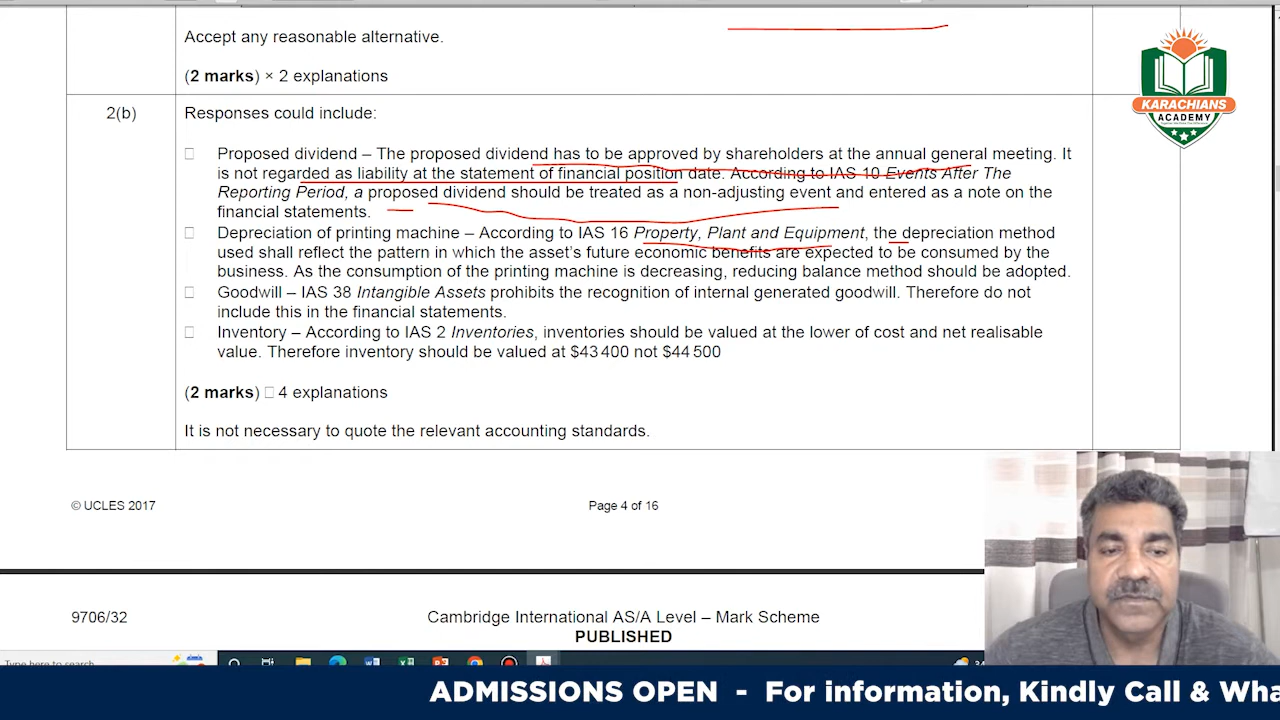 Accept any reasonable alternative.
(2 marks) × 2 explanations
2(b)
Responses could include:
Proposed dividend – The proposed dividend has to be approved by shareholders at the annual general meeting. It
is not regarded as liability at the statement of financial position date. According to IAS 10 Events After The
Reporting Period, a proposed dividend should be treated as a non-adjusting event and entered as a note on the
financial statements.
Depreciation of printing machine – According to IAS 16 Property, Plant and Equipment, the depreciation method
used shall reflect the pattern in which the asset’s future economic benefits are expected to be consumed by the
business. As the consumption of the printing machine is decreasing, reducing balance method should be adopted.
Goodwill – IAS 38 Intangible Assets prohibits the recognition of internal generated goodwill. Therefore do not
include this in the financial statements.
Inventory – According to IAS 2 Inventories, inventories should be valued at the lower of cost and net realisable
value. Therefore inventory should be valued at $43 400 not $44 500
(2 marks) □ 4 explanations
It is not necessary to quote the relevant accounting standards.
© UCLES 2017
Page 4 of 16
9706/32
Cambridge International AS/A Level – Mark Scheme
PUBLISHED
KARACHIANS
ACADEMY
Type here to search
ADMISSIONS OPEN - For information, Kindly Call & Wha